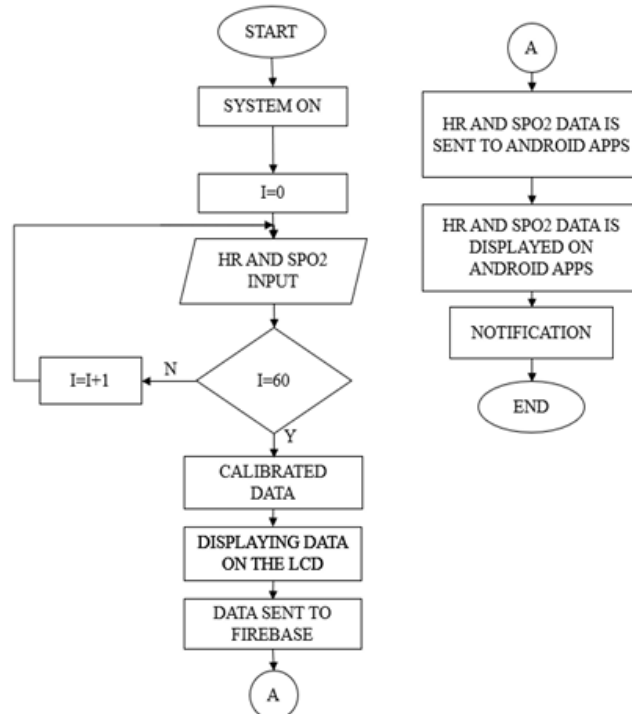 START
SYSTEM ON
I=0
HR AND SPO2
INPUT
I=60
N
I=I+1
Y
CALIBRATED
DATA
DISPLAYING DATA
ON THE LCD
DATA SENT TO
FIREBASE
A
A
HR AND SPO2 DATA IS
SENT TO ANDROID APPS
HR AND SPO2 DATA IS
DISPLAYED ON
ANDROID APPS
NOTIFICATION
END